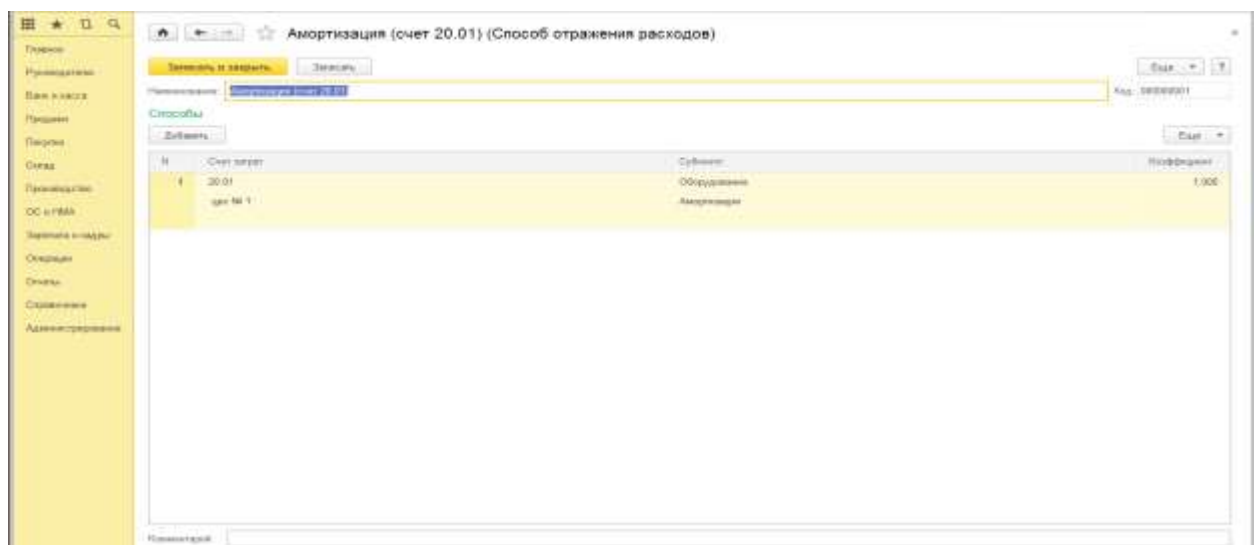 Амортизация (счет 20.01) (Способ отражения расходов)
Главное
Руководителю
Банк и касса
Продажи
Покупки
Склад
Производство
ОС и НМА
Зарплата и кадры
Операции
Отчеты
Справочники
Администрирование
Записать и закрыть
Записать
Еще
?
Наименование: Амортизация (счет 20.01)
Код: 000000001
Способы
Добавить
Еще
N Счет затрат Субконто Коэффициент
1 20.01 Оборудование 1,000
цех № 1 Амортизация
Комментарий: